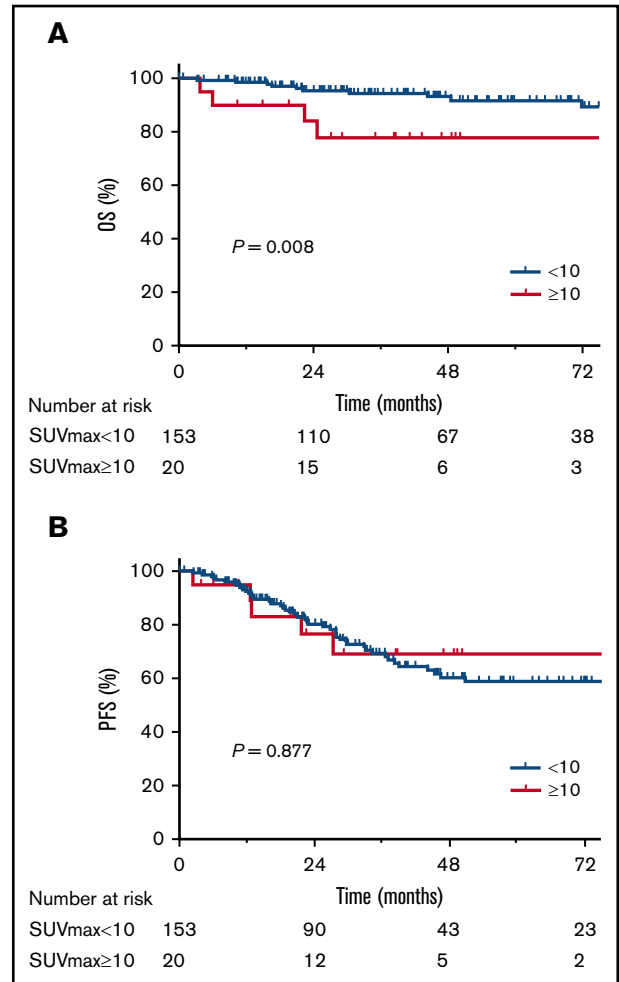 A
100
80
60
40
20
0
OS (%)
P = 0.008
<10
≥10
0 24 48 72
Number at risk Time (months)
SUVmax<10 153 110 67 38
SUVmax≥10 20 15 6 3
B
100
80
60
40
20
0
PFS (%)
P = 0.877
<10
≥10
0 24 48 72
Number at risk Time (months)
SUVmax<10 153 90 43 23
SUVmax≥10 20 12 5 2